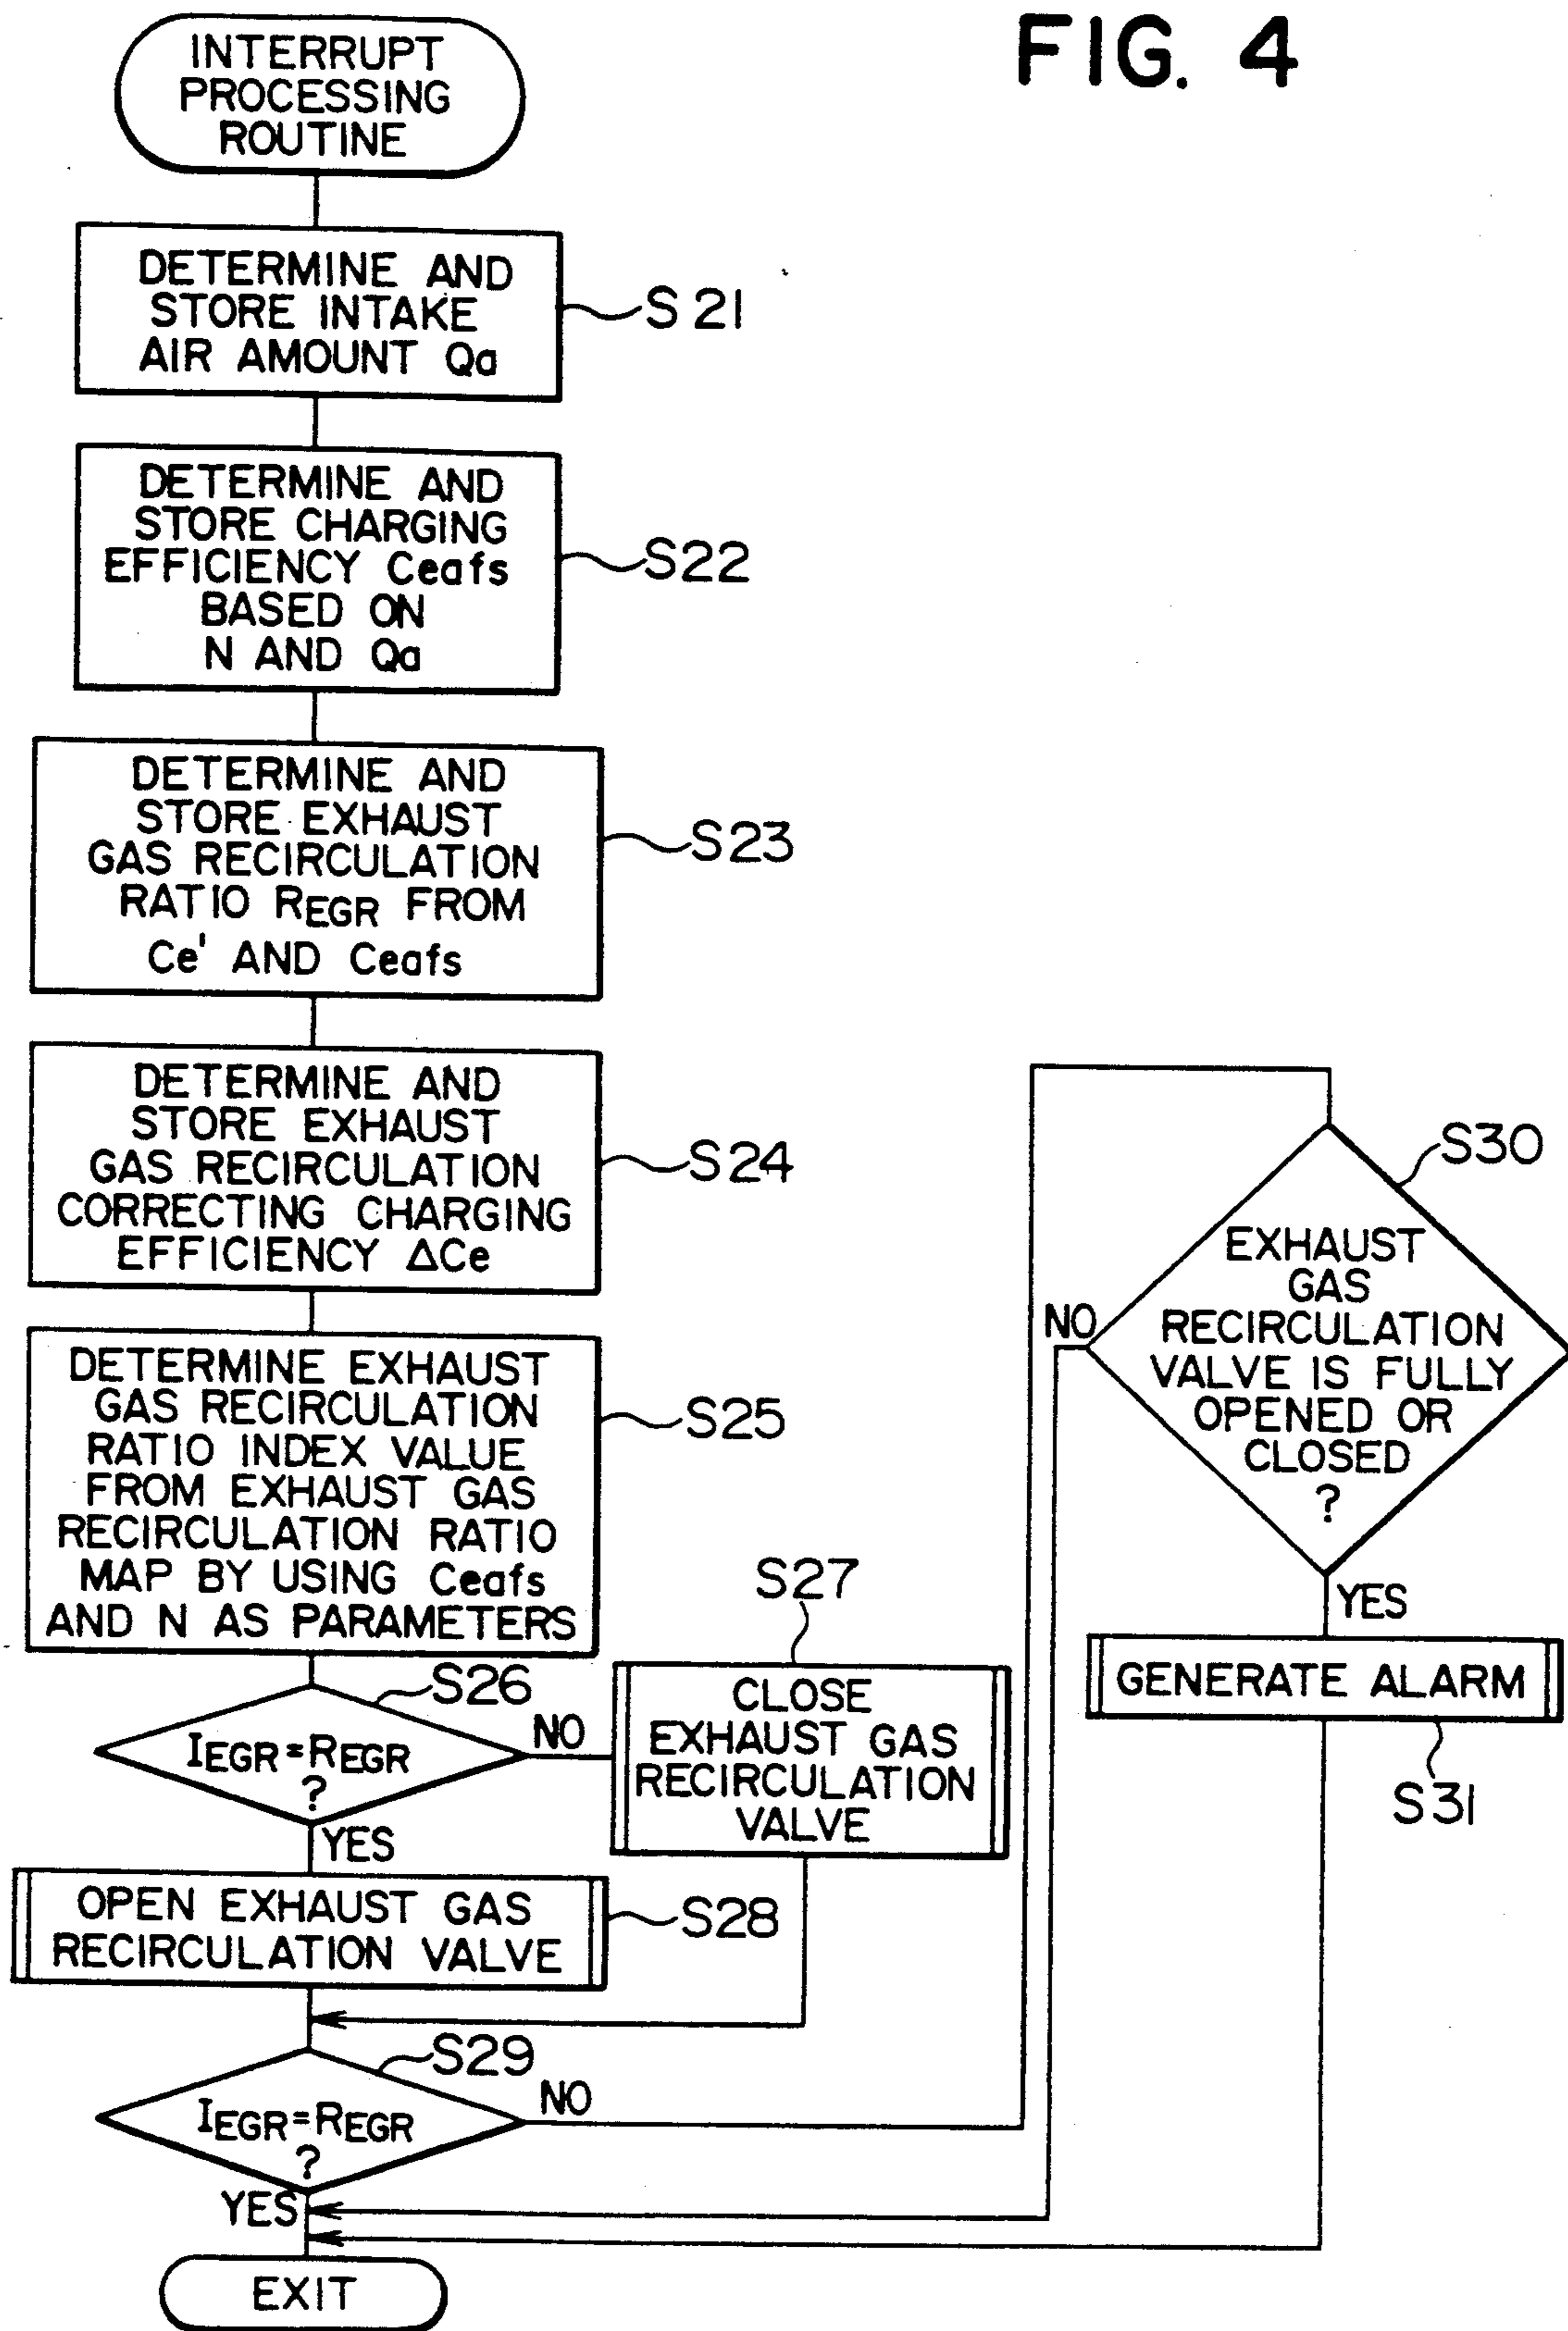 FIG. 4
INTERRUPT
PROCESSING
ROUTINE
DETERMINE AND
STORE INTAKE
AIR AMOUNT Qa
S21
DETERMINE AND
STORE CHARGING
EFFICIENCY Ceafs
BASED ON
N AND Qa
S22
DETERMINE AND
STORE EXHAUST
GAS RECIRCULATION
RATIO REGR FROM
Ce' AND Ceafs
S23
DETERMINE AND
STORE EXHAUST
GAS RECIRCULATION
CORRECTING CHARGING
EFFICIENCY ΔCe
S24
DETERMINE EXHAUST
GAS RECIRCULATION
RATIO INDEX VALUE
FROM EXHAUST GAS
RECIRCULATION RATIO
MAP BY USING Ceafs
AND N AS PARAMETERS
S25
S26
IEGR=REGR
?
NO
YES
S27
CLOSE
EXHAUST GAS
RECIRCULATION
VALVE
OPEN EXHAUST GAS
RECIRCULATION VALVE
S28
S29
IEGR=REGR
?
NO
YES
S30
EXHAUST
GAS
RECIRCULATION
VALVE IS FULLY
OPENED OR
CLOSED
?
NO
YES
GENERATE ALARM
S31
EXIT